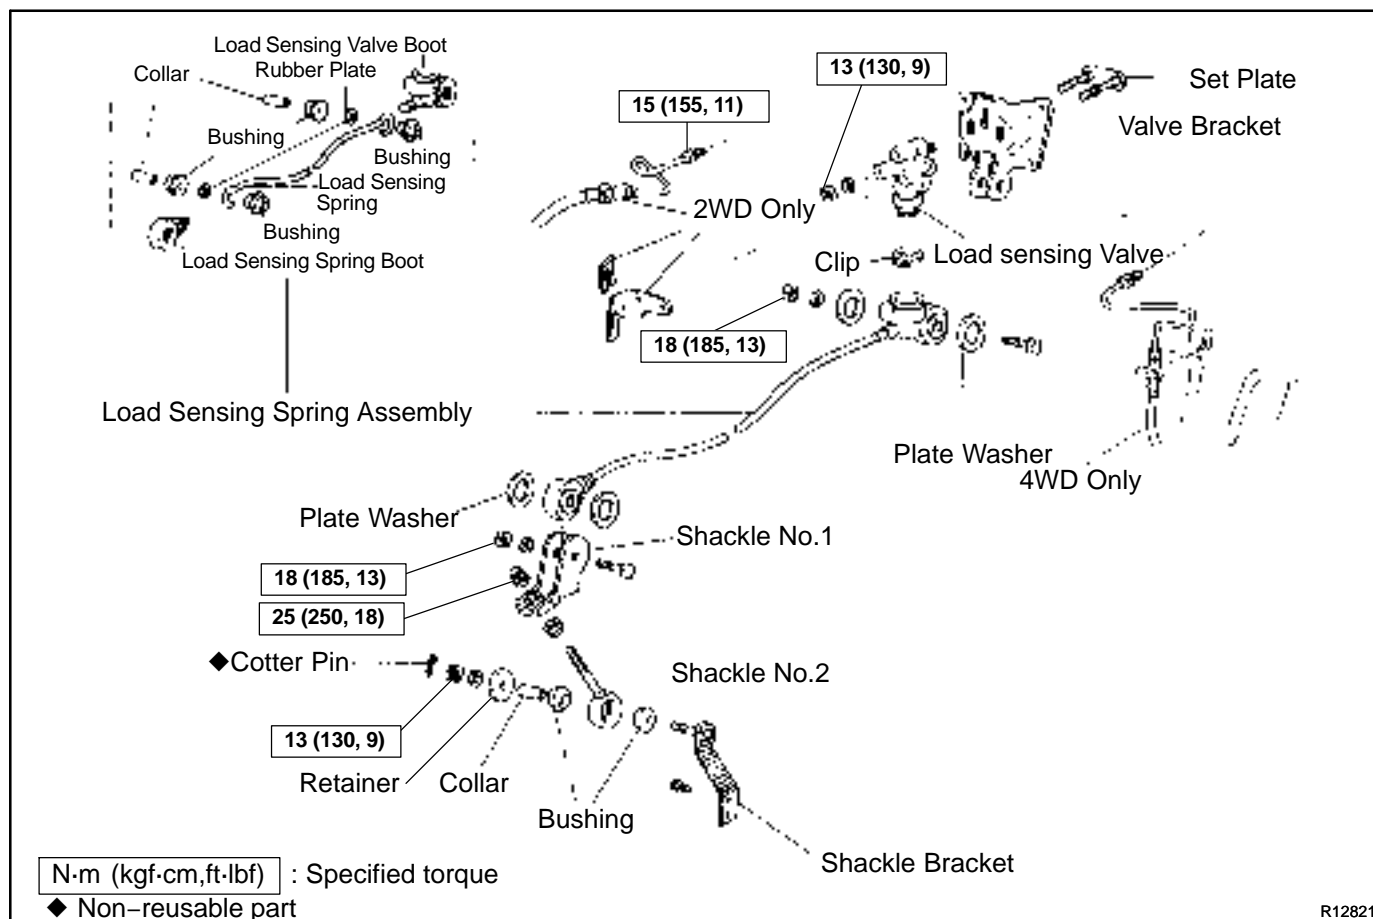 Load Sensing Valve Boot
Rubber Plate
Collar
Bushing
Bushing
Load Sensing
Spring
Bushing
Load Sensing Spring Boot
13 (130, 9)
Set Plate
15 (155, 11)
Valve Bracket
2WD Only
Clip
Load sensing Valve
18 (185, 13)
Load Sensing Spring Assembly
Plate Washer
4WD Only
Plate Washer
Shackle No.1
18 (185, 13)
25 (250, 18)
◆Cotter Pin
Shackle No.2
13 (130, 9)
Retainer
Collar
Bushing
Shackle Bracket
N·m (kgf·cm,ft·lbf) : Specified torque
◆ Non−reusable part
R12821